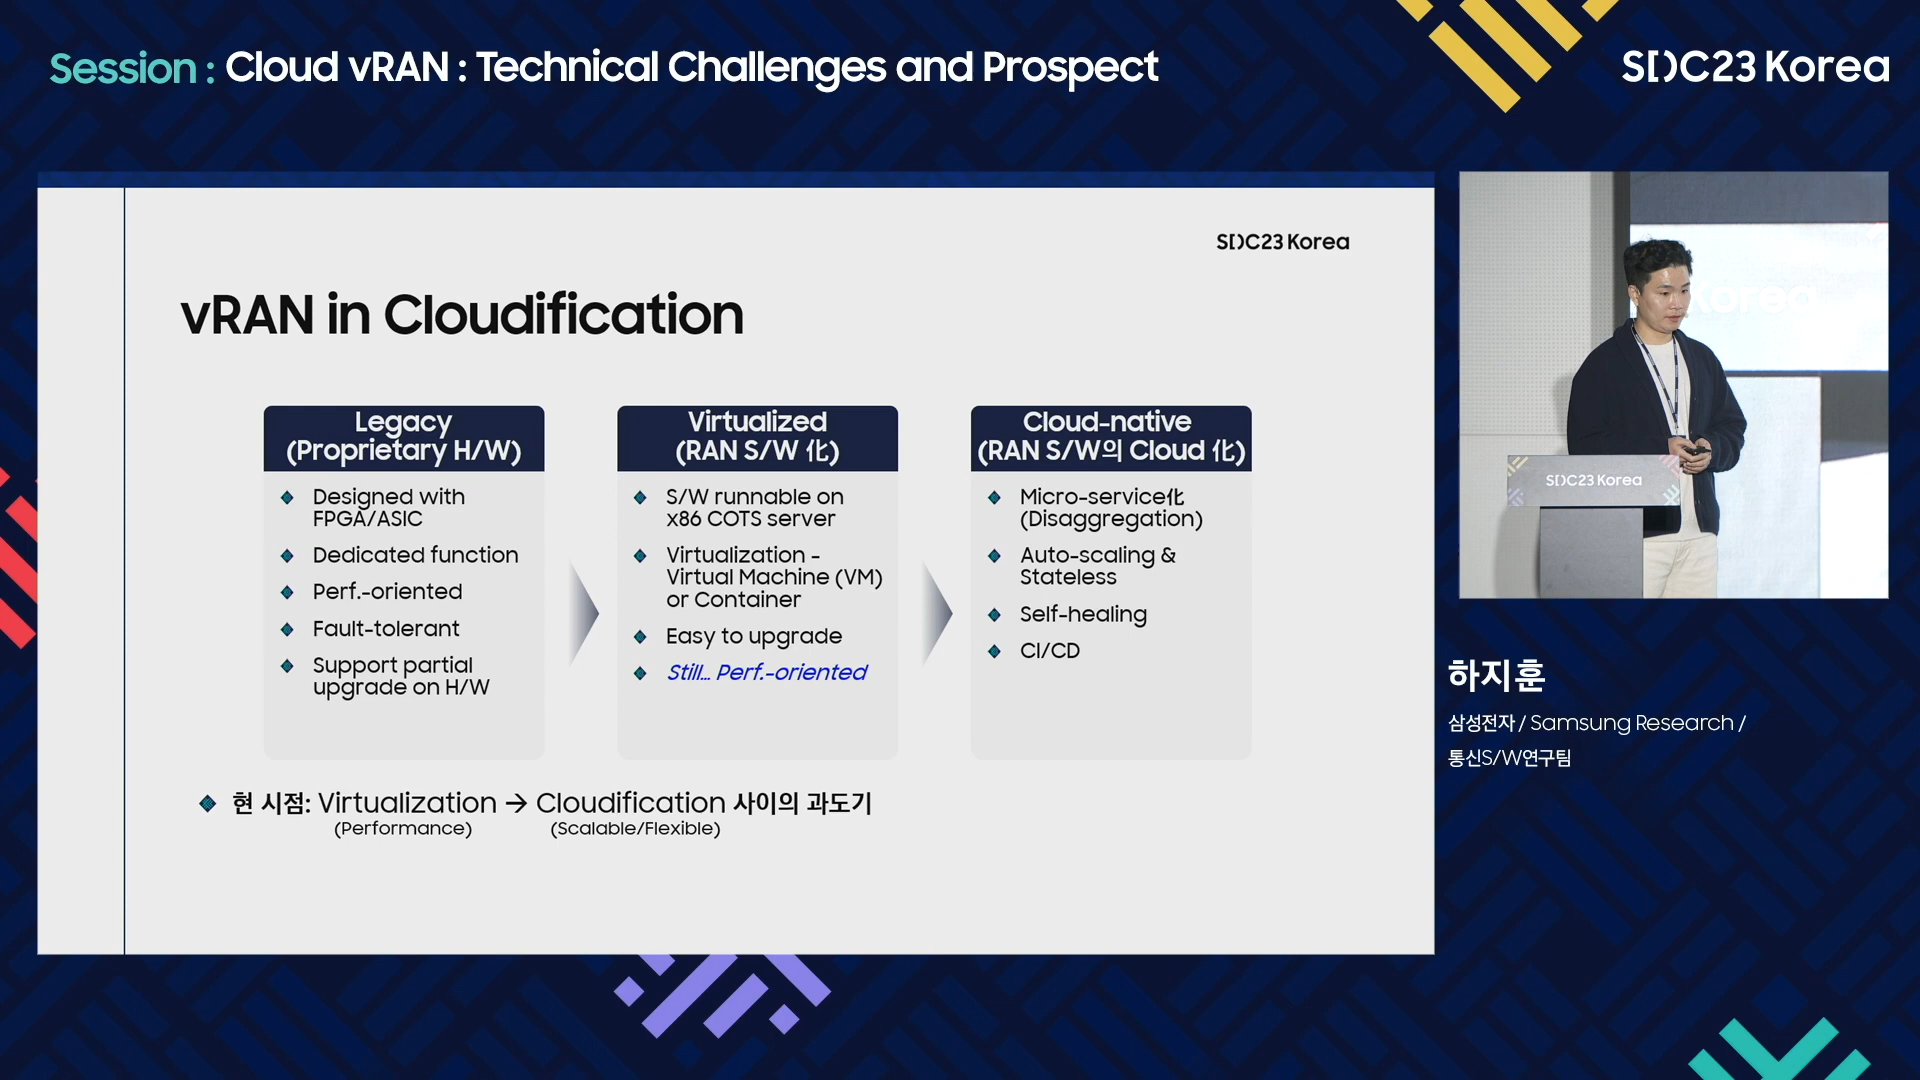 Session : Cloud vRAN : Technical Challenges and Prospect
SDC23 Korea
SDC23 Korea
vRAN in Cloudification
Legacy
(Proprietary H/W)
Designed with
FPGA/ASIC
Dedicated function
Perf.-oriented
Fault-tolerant
Support partial
upgrade on H/W
Virtualized
(RAN S/W 化)
S/W runnable on
x86 COTS server
Virtualization -
Virtual Machine (VM)
or Container
Easy to upgrade
Still... Perf.-oriented
Cloud-native
(RAN S/W의 Cloud 化)
Micro-service化
(Disaggregation)
Auto-scaling &
Stateless
Self-healing
CI/CD
현 시점: Virtualization → Cloudification 사이의 과도기
(Performance) (Scalable/Flexible)
Korea
SDC23 Korea
하지훈
삼성전자 / Samsung Research /
통신S/W연구팀